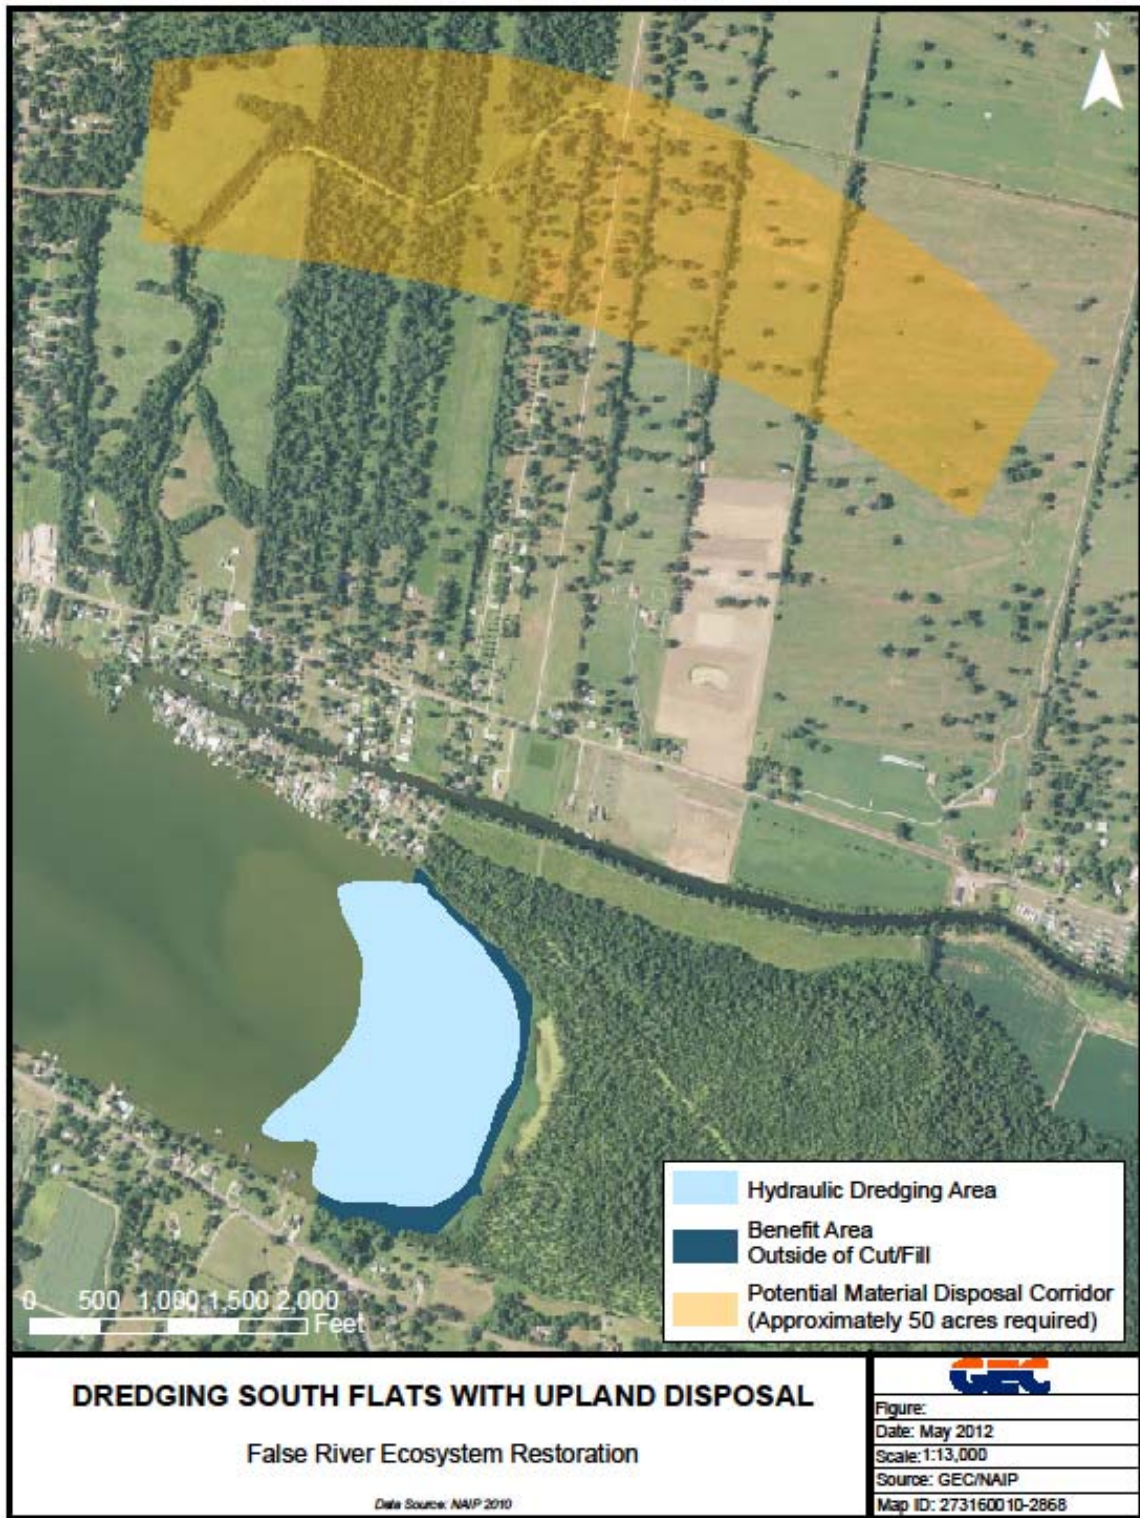 N
0 500 1,000 1,500 2,000
Feet
Hydraulic Dredging Area
Benefit Area
Outside of Cut/Fill
Potential Material Disposal Corridor
(Approximately 50 acres required)
DREDGING SOUTH FLATS WITH UPLAND DISPOSAL
False River Ecosystem Restoration
Data Source: NAIP 2010
GEC
Figure:
Date: May 2012
Scale:1:13,000
Source: GEC/NAIP
Map ID: 27316010-2868